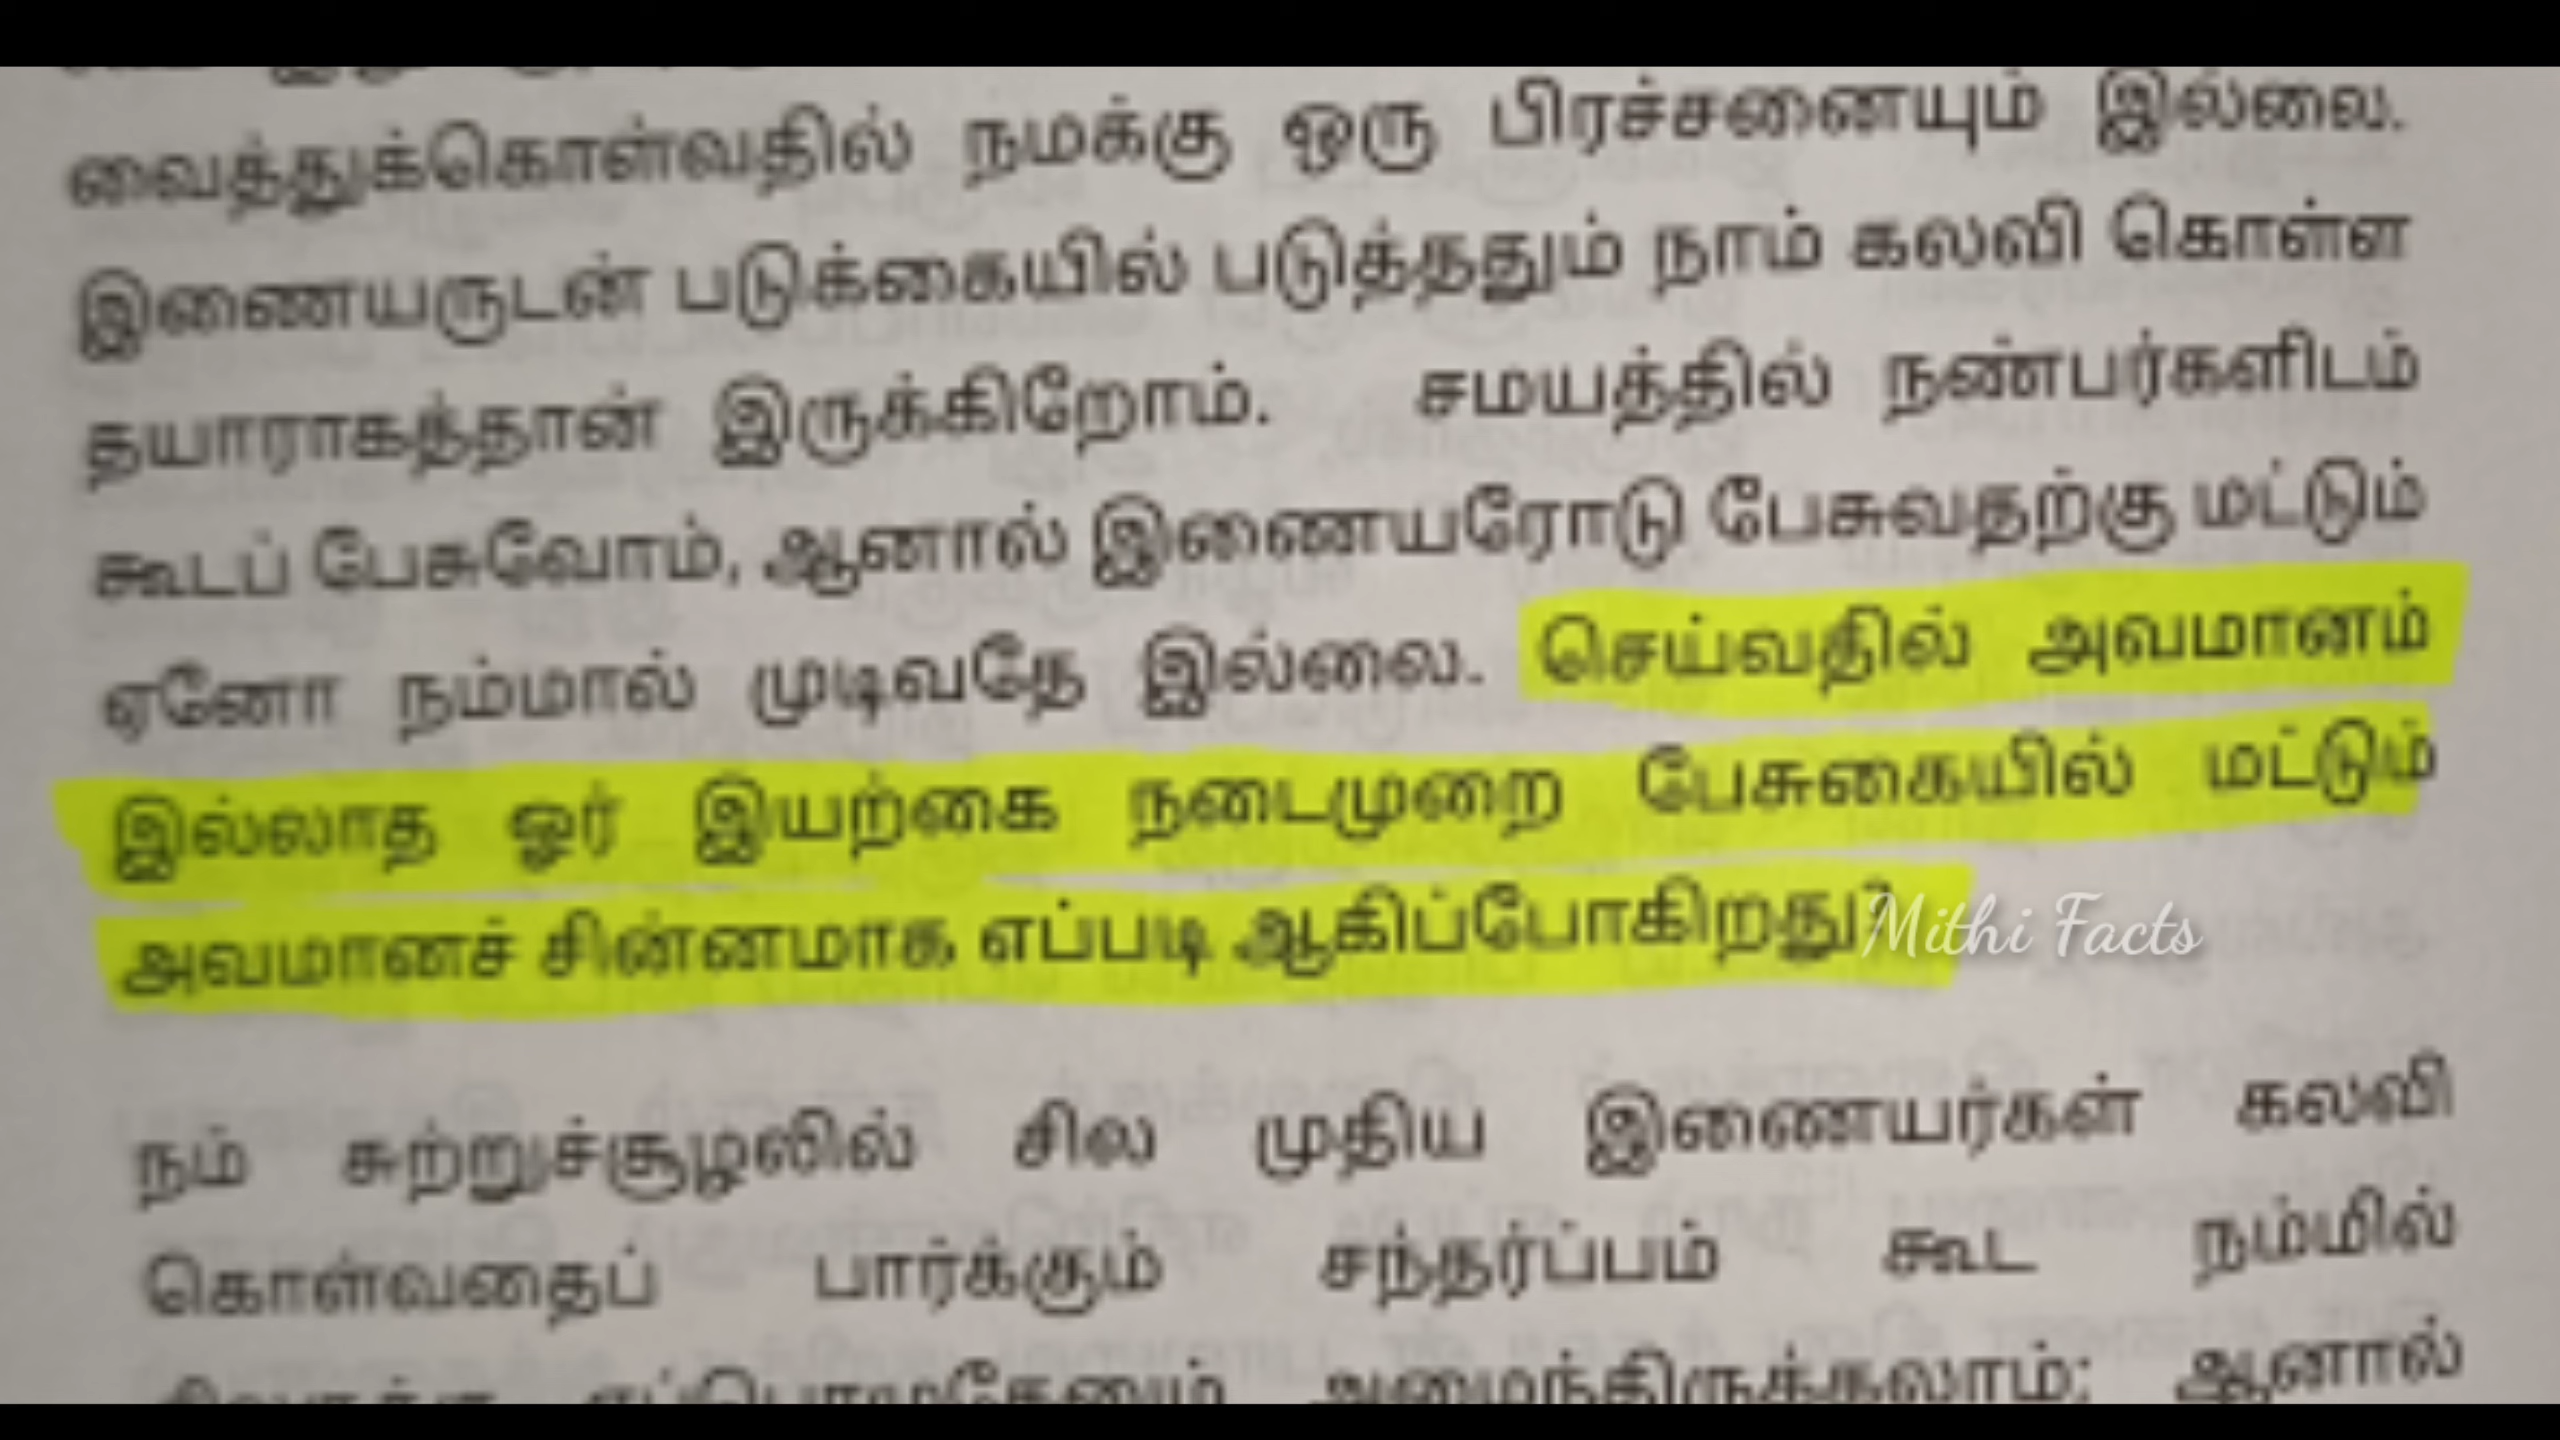 வைத்துக்கொள்வதில் நமக்கு ஒரு பிரச்சனையும் இல்லை.
இணையருடன் படுக்கையில் படுத்ததும் நாம் கலவி கொள்ள
தயாராகத்தான் இருக்கிறோம். சமயத்தில் நண்பர்களிடம்
கூடப் பேசுவோம், ஆனால் இணையரோடு பேசுவதற்கு மட்டும்
ஏனோ நம்மால் முடிவதே இல்லை. செய்வதில் அவமானம்
இல்லாத ஓர் இயற்கை நடைமுறை பேசுகையில் மட்டும்
அவமானச் சின்னமாக எப்படி ஆகிப்போகிறது?
Mithi Facts
நம் சுற்றுச்சூழலில் சில முதிய இணையர்கள் கலவி
கொள்வதைப் பார்க்கும் சந்தர்ப்பம் கூட நம்மில்
எப்பொழுதேனும் அமைந்திருக்கலாம்; ஆனால்